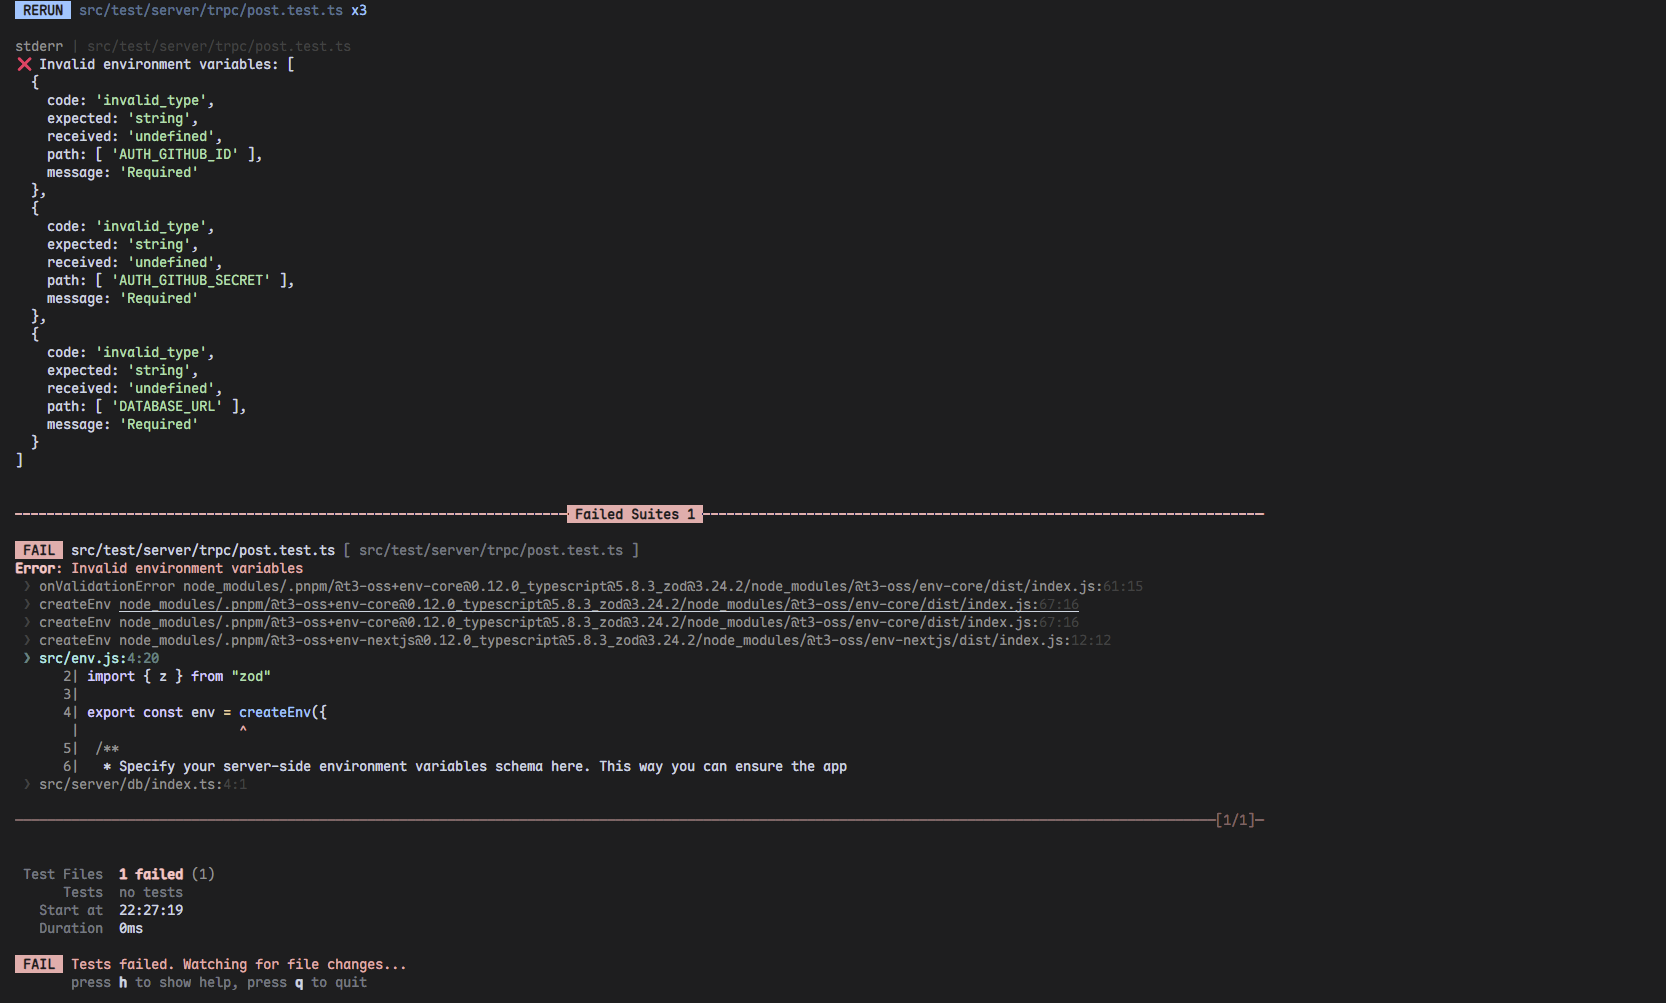 RERUN src/test/server/trpc/post.test.ts x3
stderr | src/test/server/trpc/post.test.ts
❌ Invalid environment variables: [
  {
    code: 'invalid_type',
    expected: 'string',
    received: 'undefined',
    path: [ 'AUTH_GITHUB_ID' ],
    message: 'Required'
  },
  {
    code: 'invalid_type',
    expected: 'string',
    received: 'undefined',
    path: [ 'AUTH_GITHUB_SECRET' ],
    message: 'Required'
  },
  {
    code: 'invalid_type',
    expected: 'string',
    received: 'undefined',
    path: [ 'DATABASE_URL' ],
    message: 'Required'
  }
]
Failed Suites 1
FAIL src/test/server/trpc/post.test.ts [ src/test/server/trpc/post.test.ts ]
Error: Invalid environment variables
❯ onValidationError node_modules/.pnpm/@t3-oss+env-core@0.12.0_typescript@5.8.3_zod@3.24.2/node_modules/@t3-oss/env-core/dist/index.js:61:15
❯ createEnv node_modules/.pnpm/@t3-oss+env-core@0.12.0_typescript@5.8.3_zod@3.24.2/node_modules/@t3-oss/env-core/dist/index.js:67:16
❯ createEnv node_modules/.pnpm/@t3-oss+env-core@0.12.0_typescript@5.8.3_zod@3.24.2/node_modules/@t3-oss/env-core/dist/index.js:67:16
❯ createEnv node_modules/.pnpm/@t3-oss+env-nextjs@0.12.0_typescript@5.8.3_zod@3.24.2/node_modules/@t3-oss/env-nextjs/dist/index.js:12:12
❯ src/env.js:4:20
2| import { z } from "zod"
3|
4| export const env = createEnv({
 |                    ^
5|  /**
6|   * Specify your server-side environment variables schema here. This way you can ensure the app
❯ src/server/db/index.ts:4:1
[1/1]
Test Files  1 failed (1)
Tests  no tests
Start at  22:27:19
Duration  0ms
FAIL Tests failed. Watching for file changes...
press h to show help, press q to quit